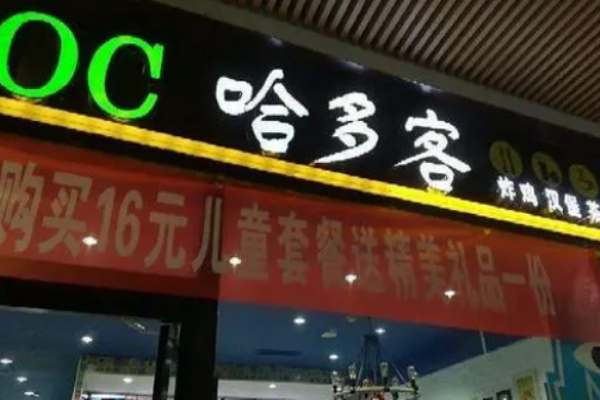 OC 哈多客
炸鸡 汉堡 茶
购买16元儿童套餐送精美礼品一份